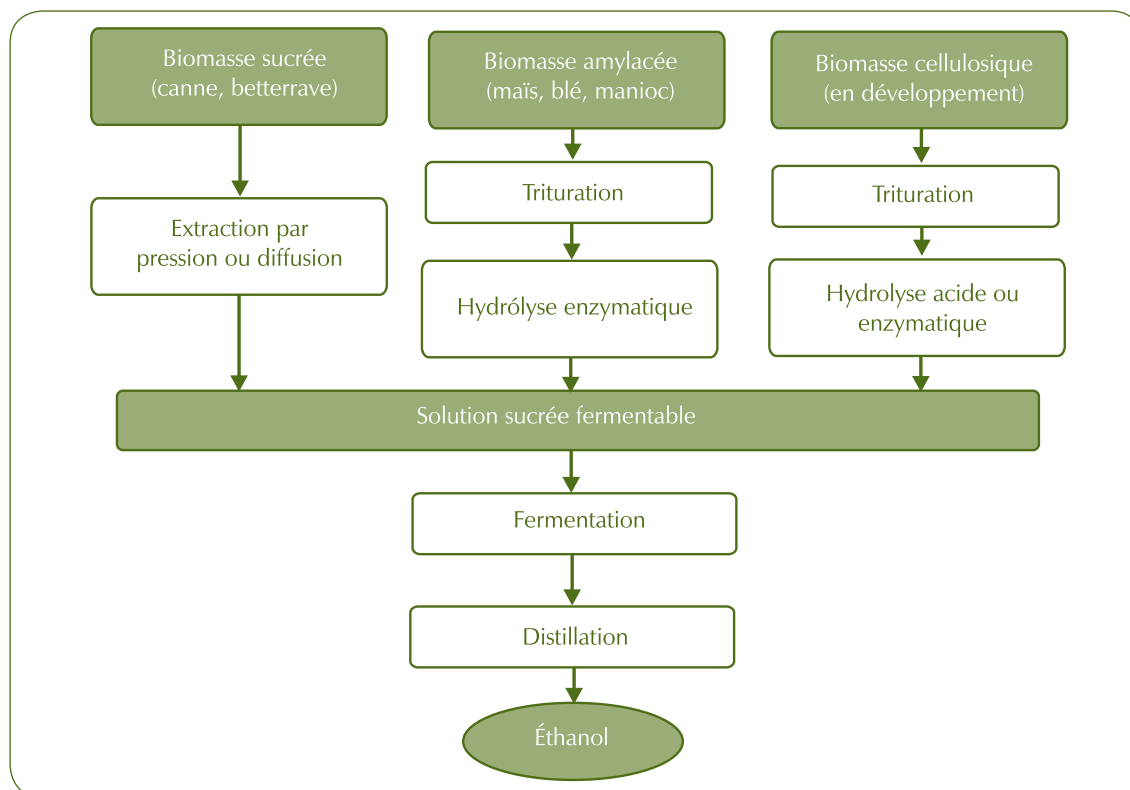 Biomasse sucrée
(canne, betterrave)
Biomasse amylacée
(maïs, blé, manioc)
Biomasse cellulosique
(en développement)
Trituration
Trituration
Extraction par
pression ou diffusion
Hydrólyse enzymatique
Hydrolyse acide ou
enzymatique
Solution sucrée fermentable
Fermentation
Distillation
Éthanol